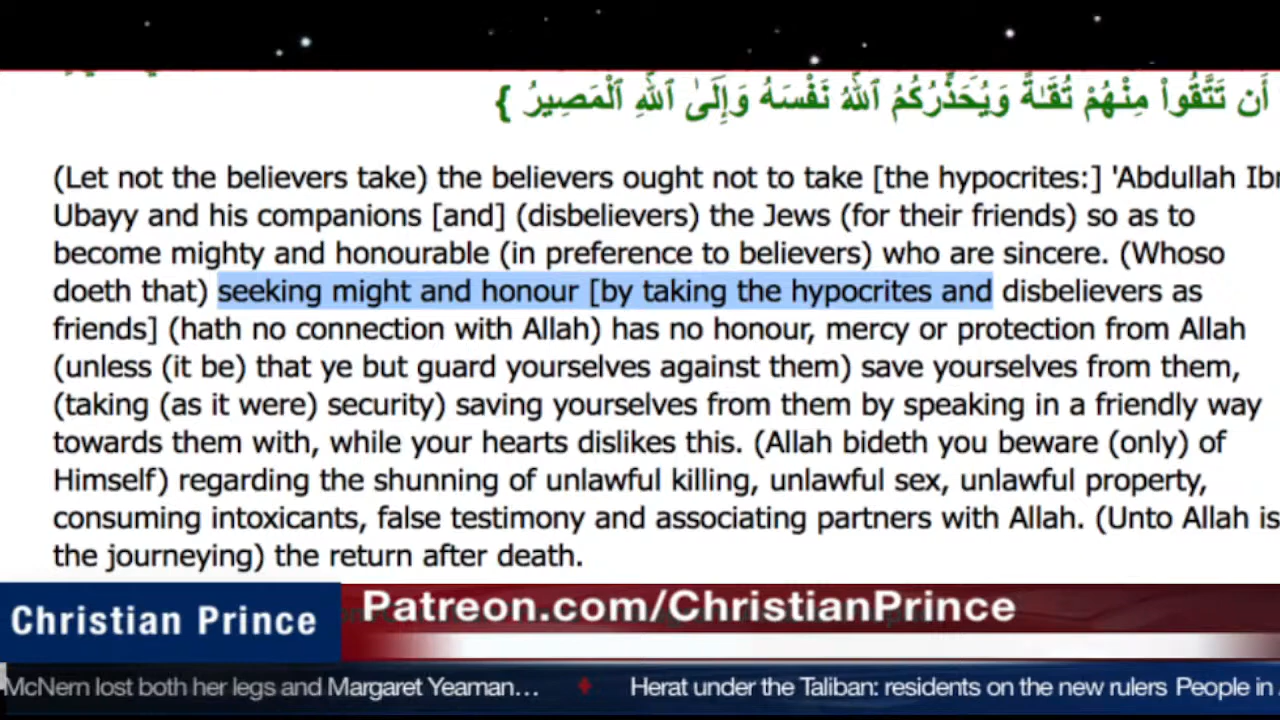 أَن تَتَّقُواْ مِنْهُمْ تُقَـٰةً وَيُحَذِّرُكُمُ ٱللَّهُ نَفْسَهُ وَإِلَىٰ ٱللَّهِ ٱلْمَصِيرُ }
(Let not the believers take) the believers ought not to take [the hypocrites:] 'Abdullah Ibn
Ubayy and his companions [and] (disbelievers) the Jews (for their friends) so as to
become mighty and honourable (in preference to believers) who are sincere. (Whoso
doeth that) seeking might and honour [by taking the hypocrites and disbelievers as
friends] (hath no connection with Allah) has no honour, mercy or protection from Allah
(unless (it be) that ye but guard yourselves against them) save yourselves from them,
(taking (as it were) security) saving yourselves from them by speaking in a friendly way
towards them with, while your hearts dislikes this. (Allah bideth you beware (only) of
Himself) regarding the shunning of unlawful killing, unlawful sex, unlawful property,
consuming intoxicants, false testimony and associating partners with Allah. (Unto Allah is
the journeying) the return after death.
Christian Prince
Patreon.com/ChristianPrince
McNern lost both her legs and Margaret Yeaman… Herat under the Taliban: residents on the new rulers People in